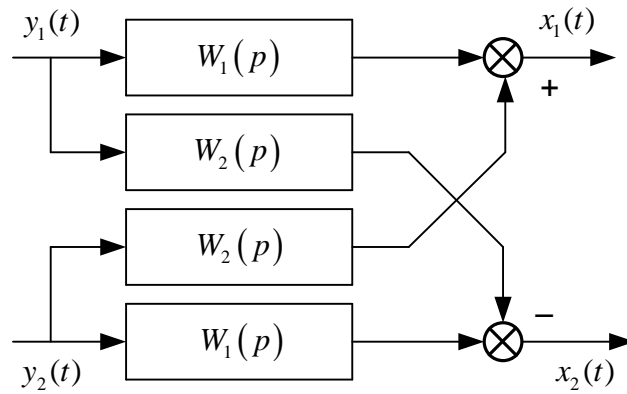 y₁(t)
x₁(t)
W₁(p)
+
W₂(p)
W₂(p)
−
W₁(p)
y₂(t)
x₂(t)